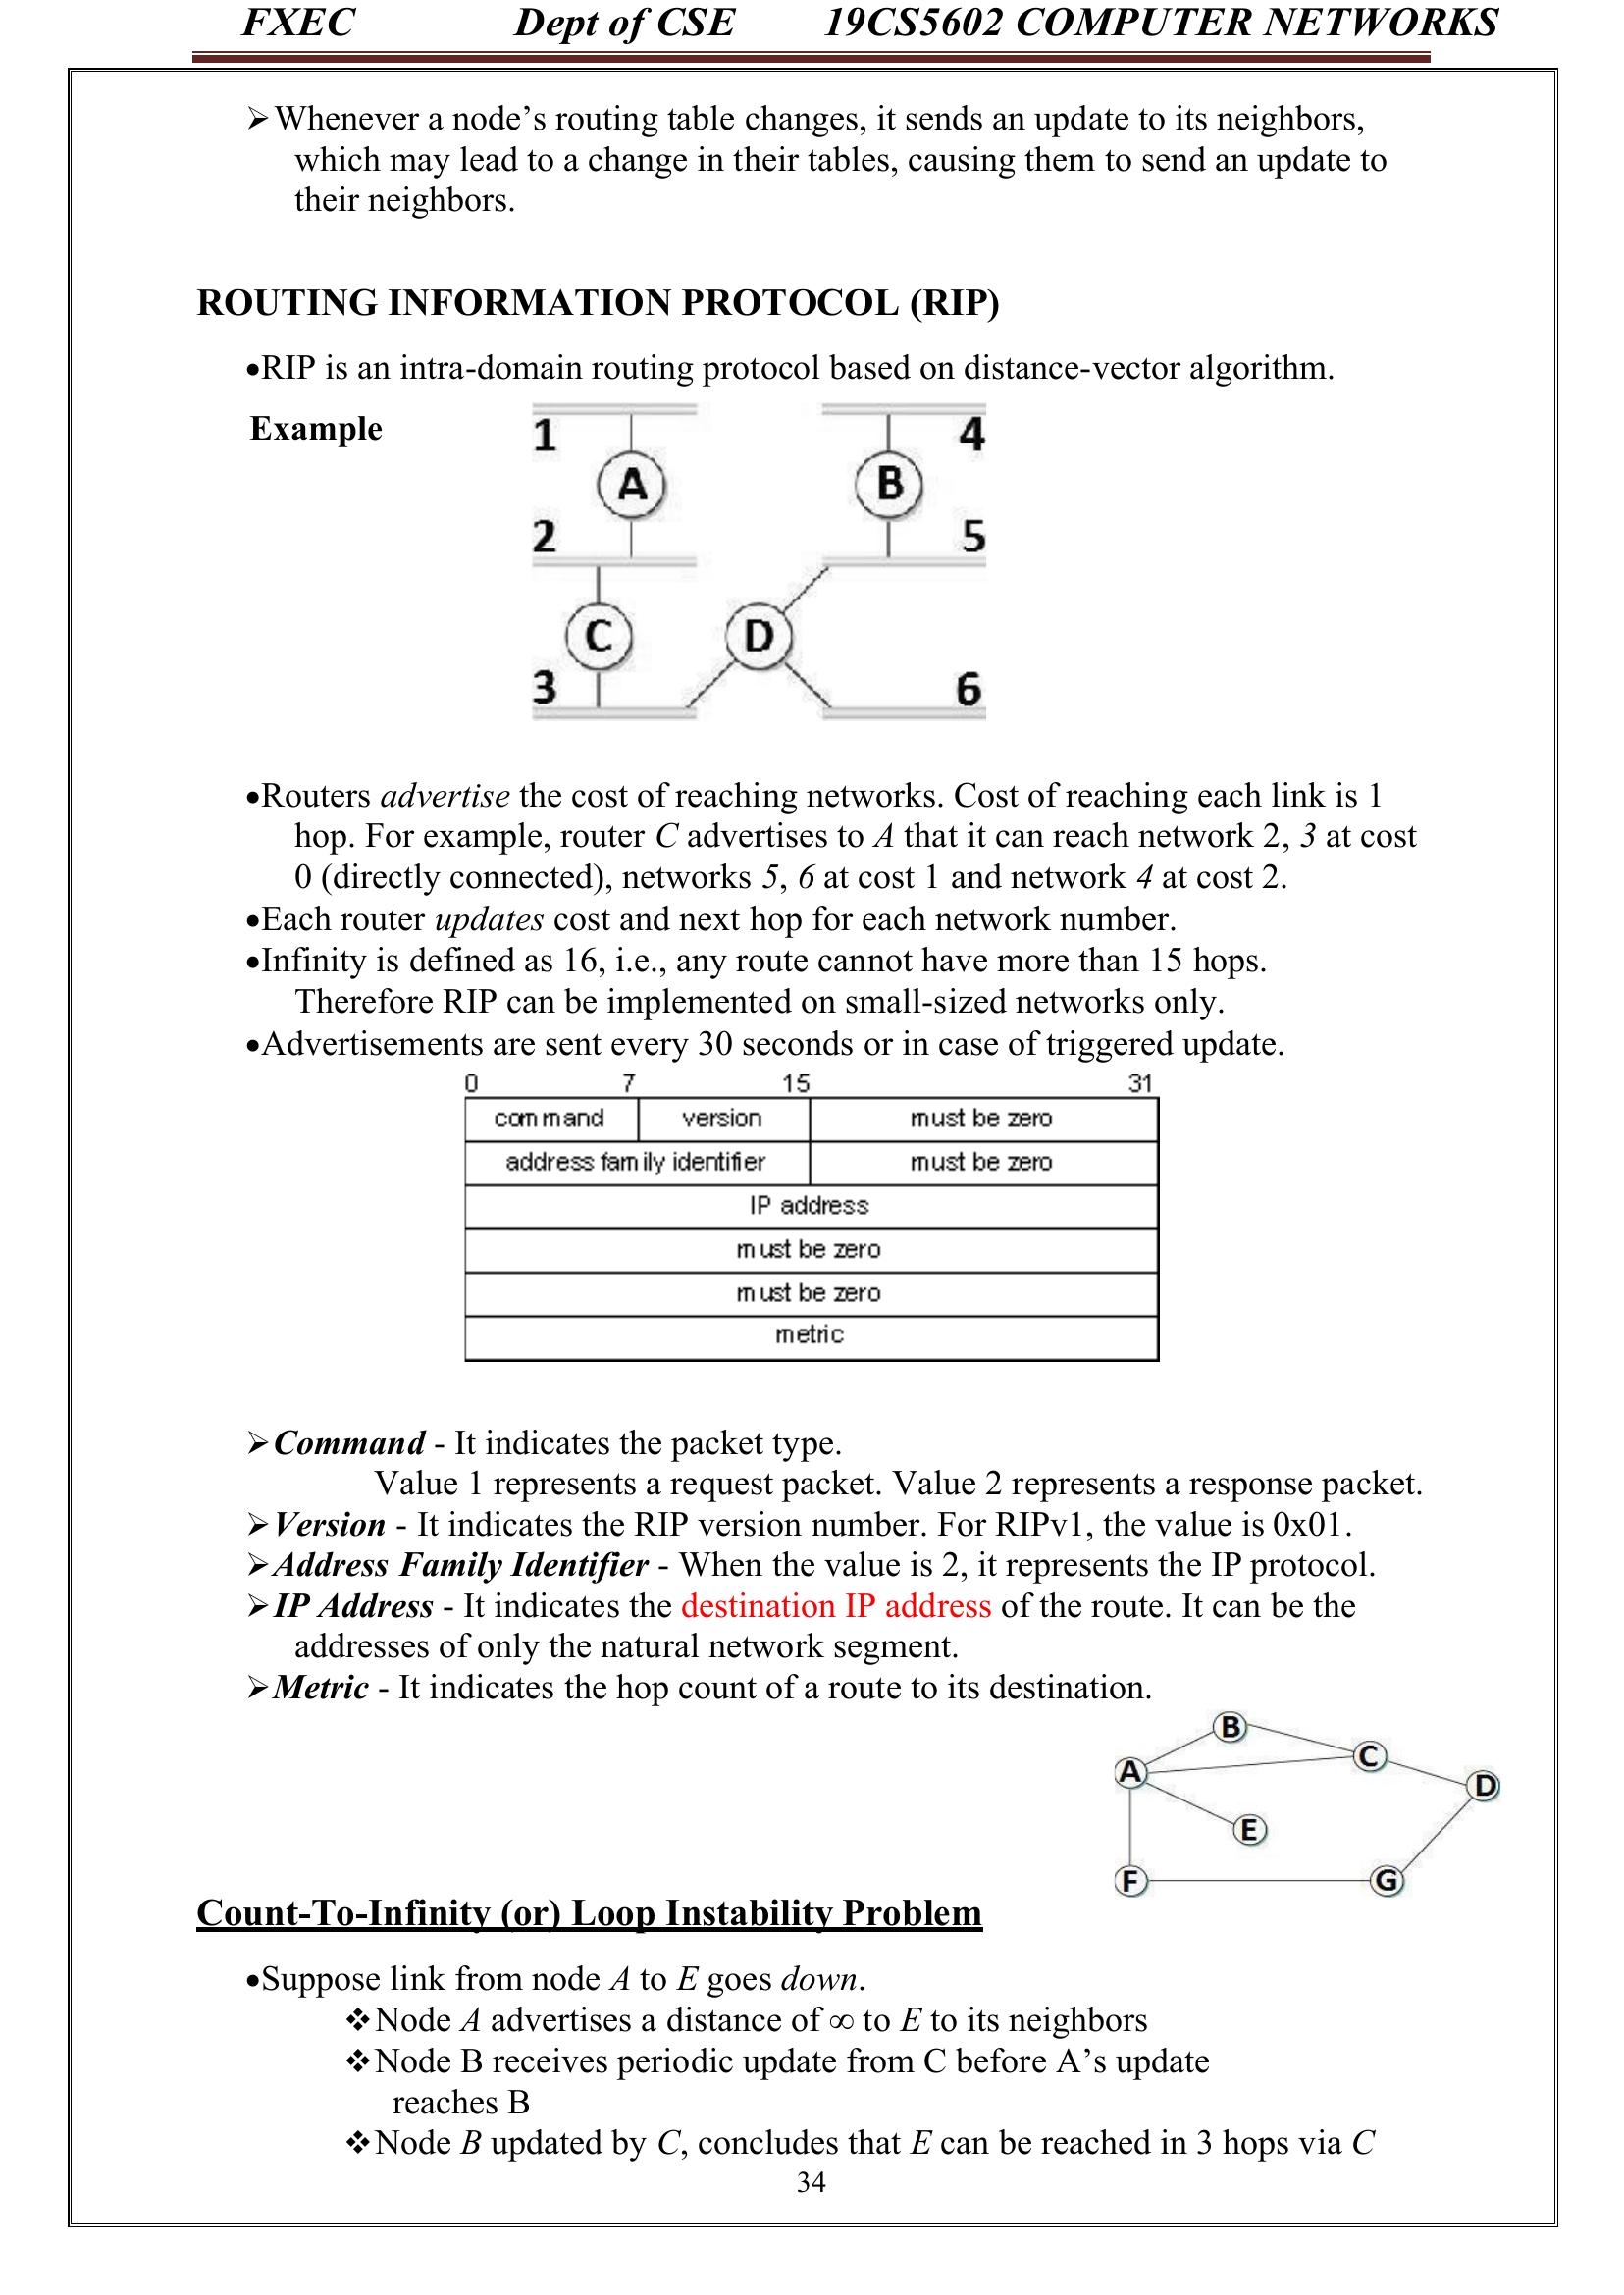 FXEC Dept of CSE 19CS5602 COMPUTER NETWORKS
➢Whenever a node’s routing table changes, it sends an update to its neighbors,
which may lead to a change in their tables, causing them to send an update to
their neighbors.
ROUTING INFORMATION PROTOCOL (RIP)
•RIP is an intra-domain routing protocol based on distance-vector algorithm.
Example
1 4
A B
2 5
C D
3 6
•Routers advertise the cost of reaching networks. Cost of reaching each link is 1
hop. For example, router C advertises to A that it can reach network 2, 3 at cost
0 (directly connected), networks 5, 6 at cost 1 and network 4 at cost 2.
•Each router updates cost and next hop for each network number.
•Infinity is defined as 16, i.e., any route cannot have more than 15 hops.
Therefore RIP can be implemented on small-sized networks only.
•Advertisements are sent every 30 seconds or in case of triggered update.
0 7 15 31
command version must be zero
address family identifier must be zero
IP address
must be zero
must be zero
metric
➢Command - It indicates the packet type.
Value 1 represents a request packet. Value 2 represents a response packet.
➢Version - It indicates the RIP version number. For RIPv1, the value is 0x01.
➢Address Family Identifier - When the value is 2, it represents the IP protocol.
➢IP Address - It indicates the destination IP address of the route. It can be the
addresses of only the natural network segment.
➢Metric - It indicates the hop count of a route to its destination.
B
C
A
D
E
F G
Count-To-Infinity (or) Loop Instability Problem
•Suppose link from node A to E goes down.
❖Node A advertises a distance of ∞ to E to its neighbors
❖Node B receives periodic update from C before A’s update
reaches B
❖Node B updated by C, concludes that E can be reached in 3 hops via C
34